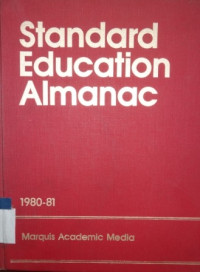 Standard
Education
Almanac
1980-81
Marquis Academic Media